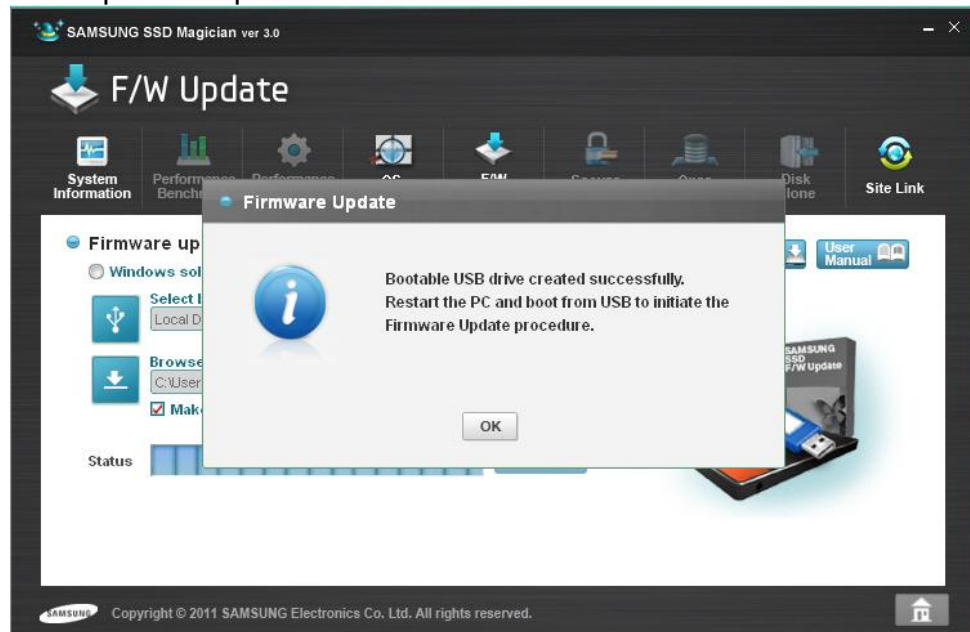 SAMSUNG SSD Magician ver 3.0
F/W Update
System Information
Site Link
Firmware Update
Firmware up
User Manual
Windows sol
Bootable USB drive created successfully.
Restart the PC and boot from USB to initiate the
Firmware Update procedure.
Select
Local D
Browse
C:\User
Mak
SAMSUNG
SSD
F/W Update
OK
Status
SAMSUNG Copyright © 2011 SAMSUNG Electronics Co. Ltd. All rights reserved.